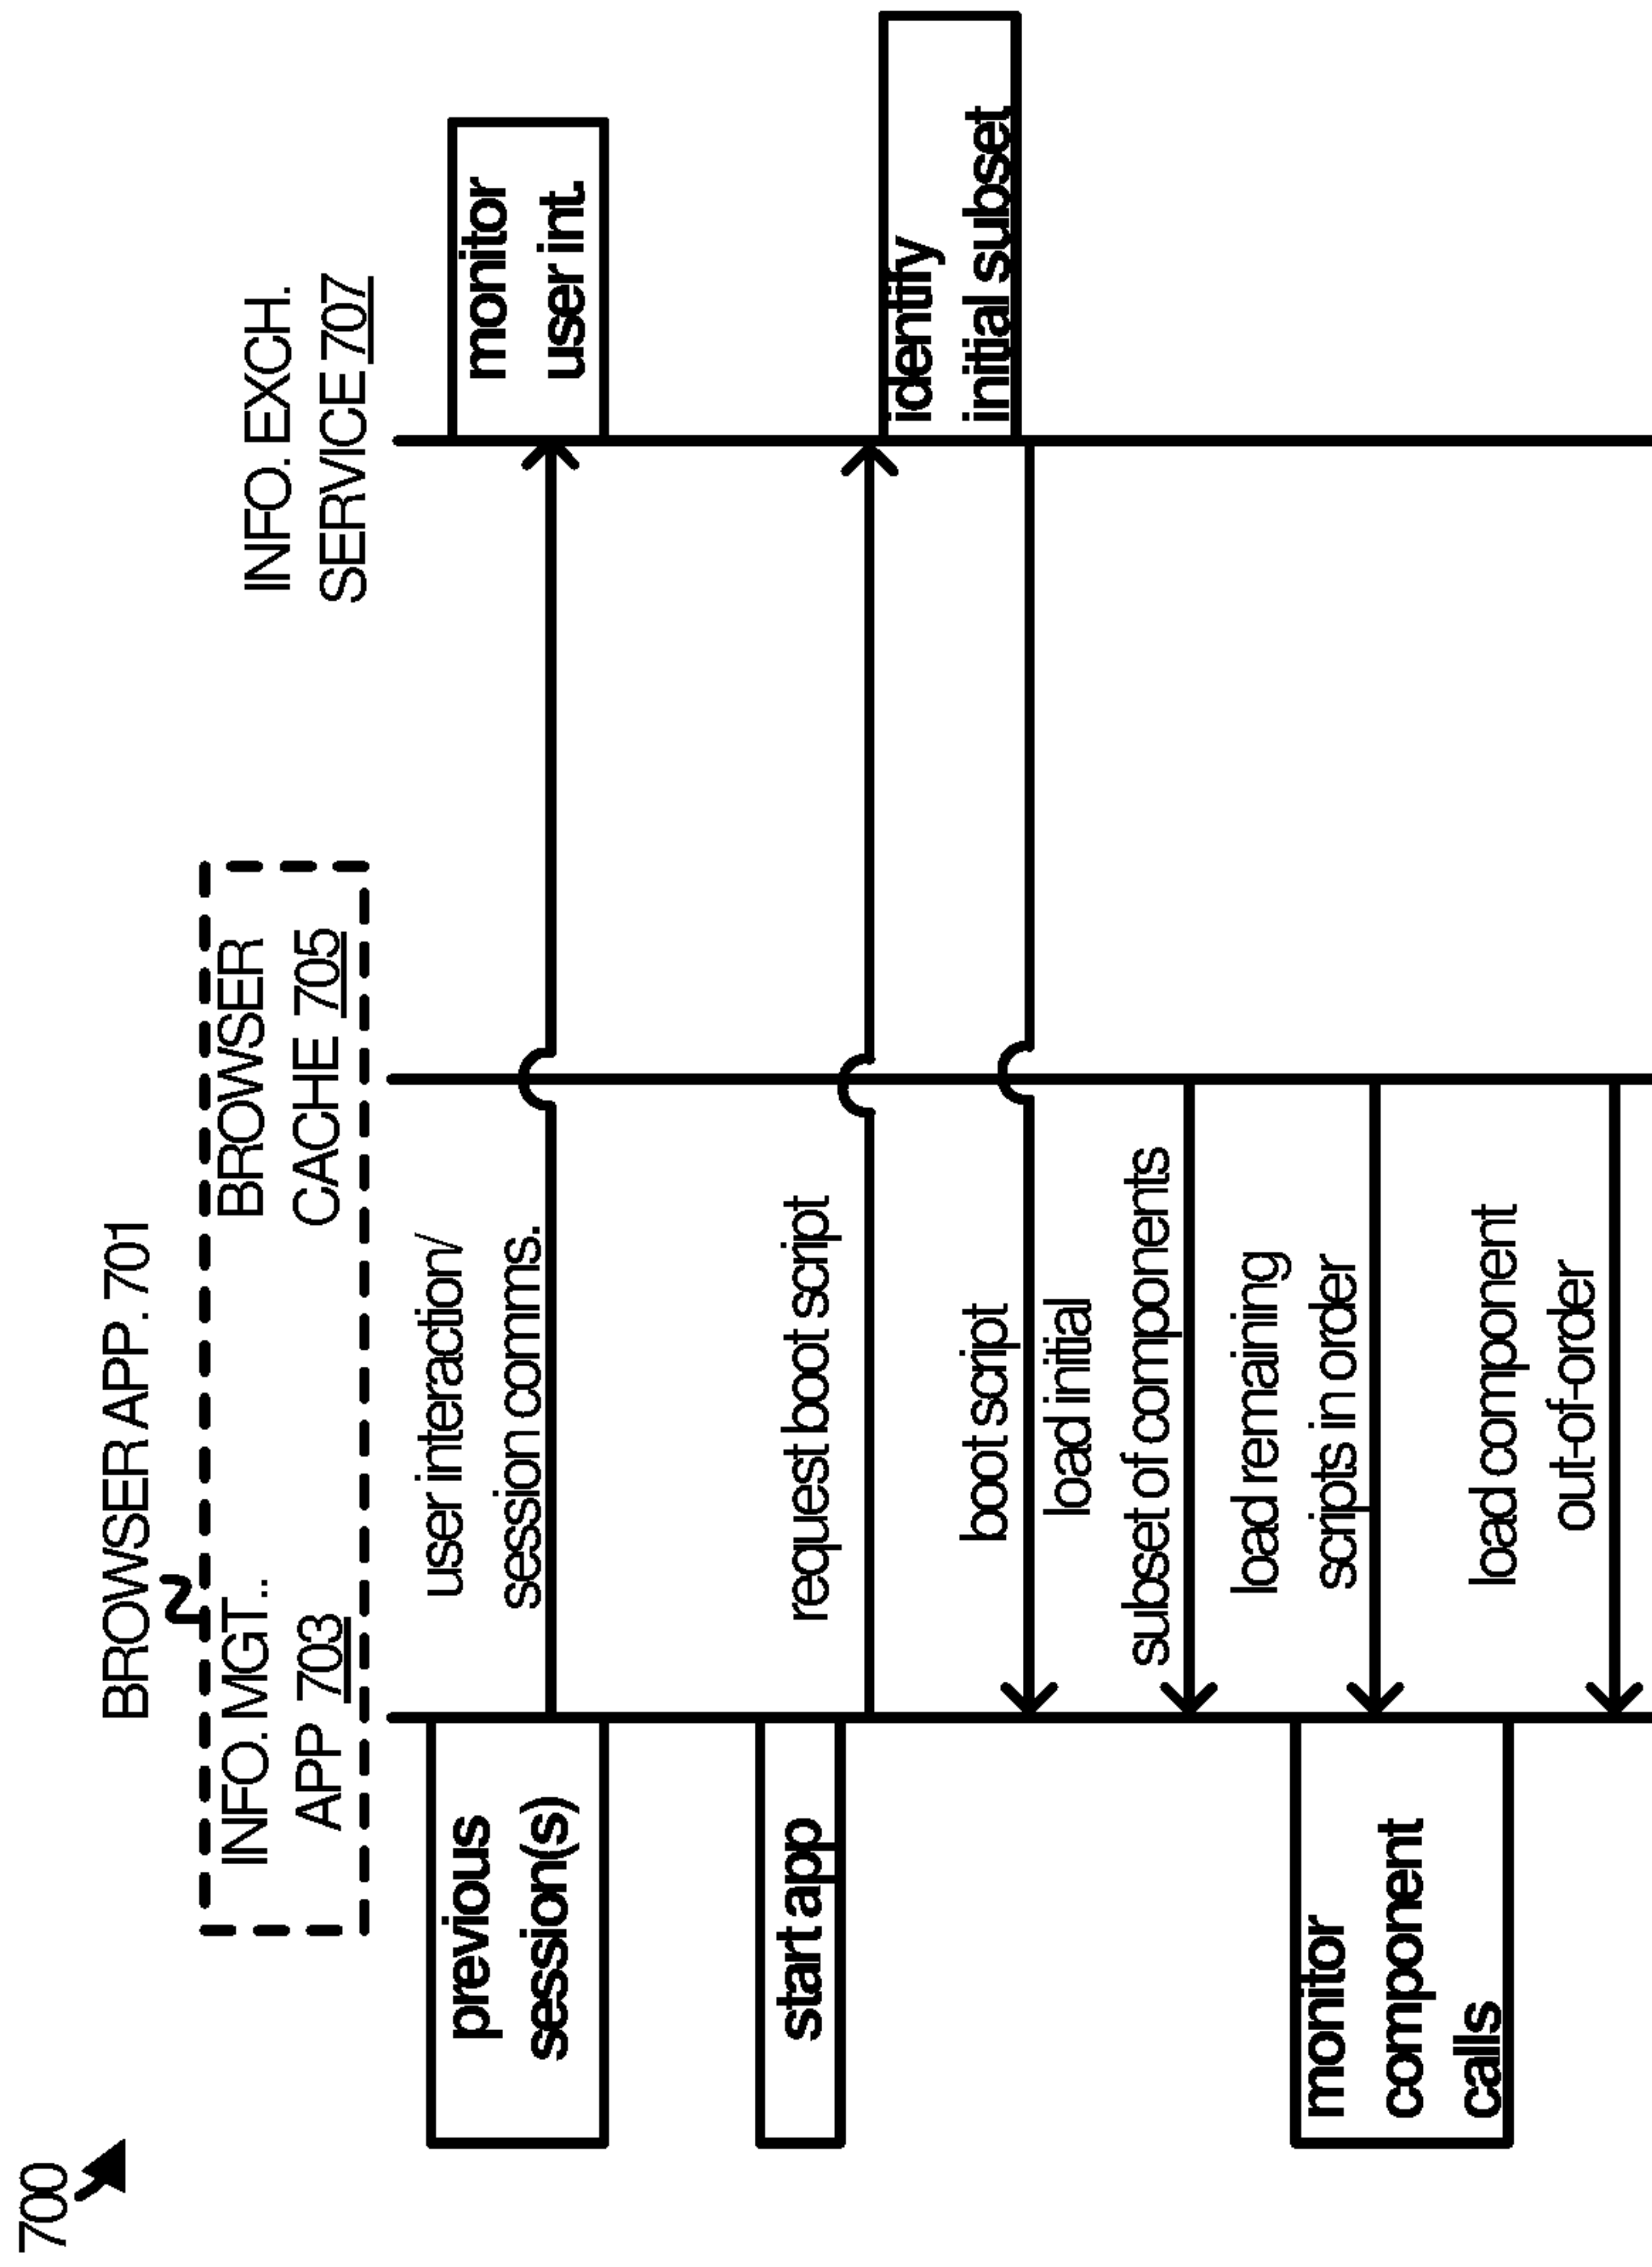 700
BROWSER APP. 701
INFO. MGT..
APP 703
BROWSER
CACHE 705
INFO. EXCH.
SERVICE 707
previous
session(s)
user interaction/
session comms.
monitor
user int.
start app
request boot script
identify
initial subset
boot script
load initial
subset of components
load remaining
scripts in order
monitor
component
calls
load component
out-of-order